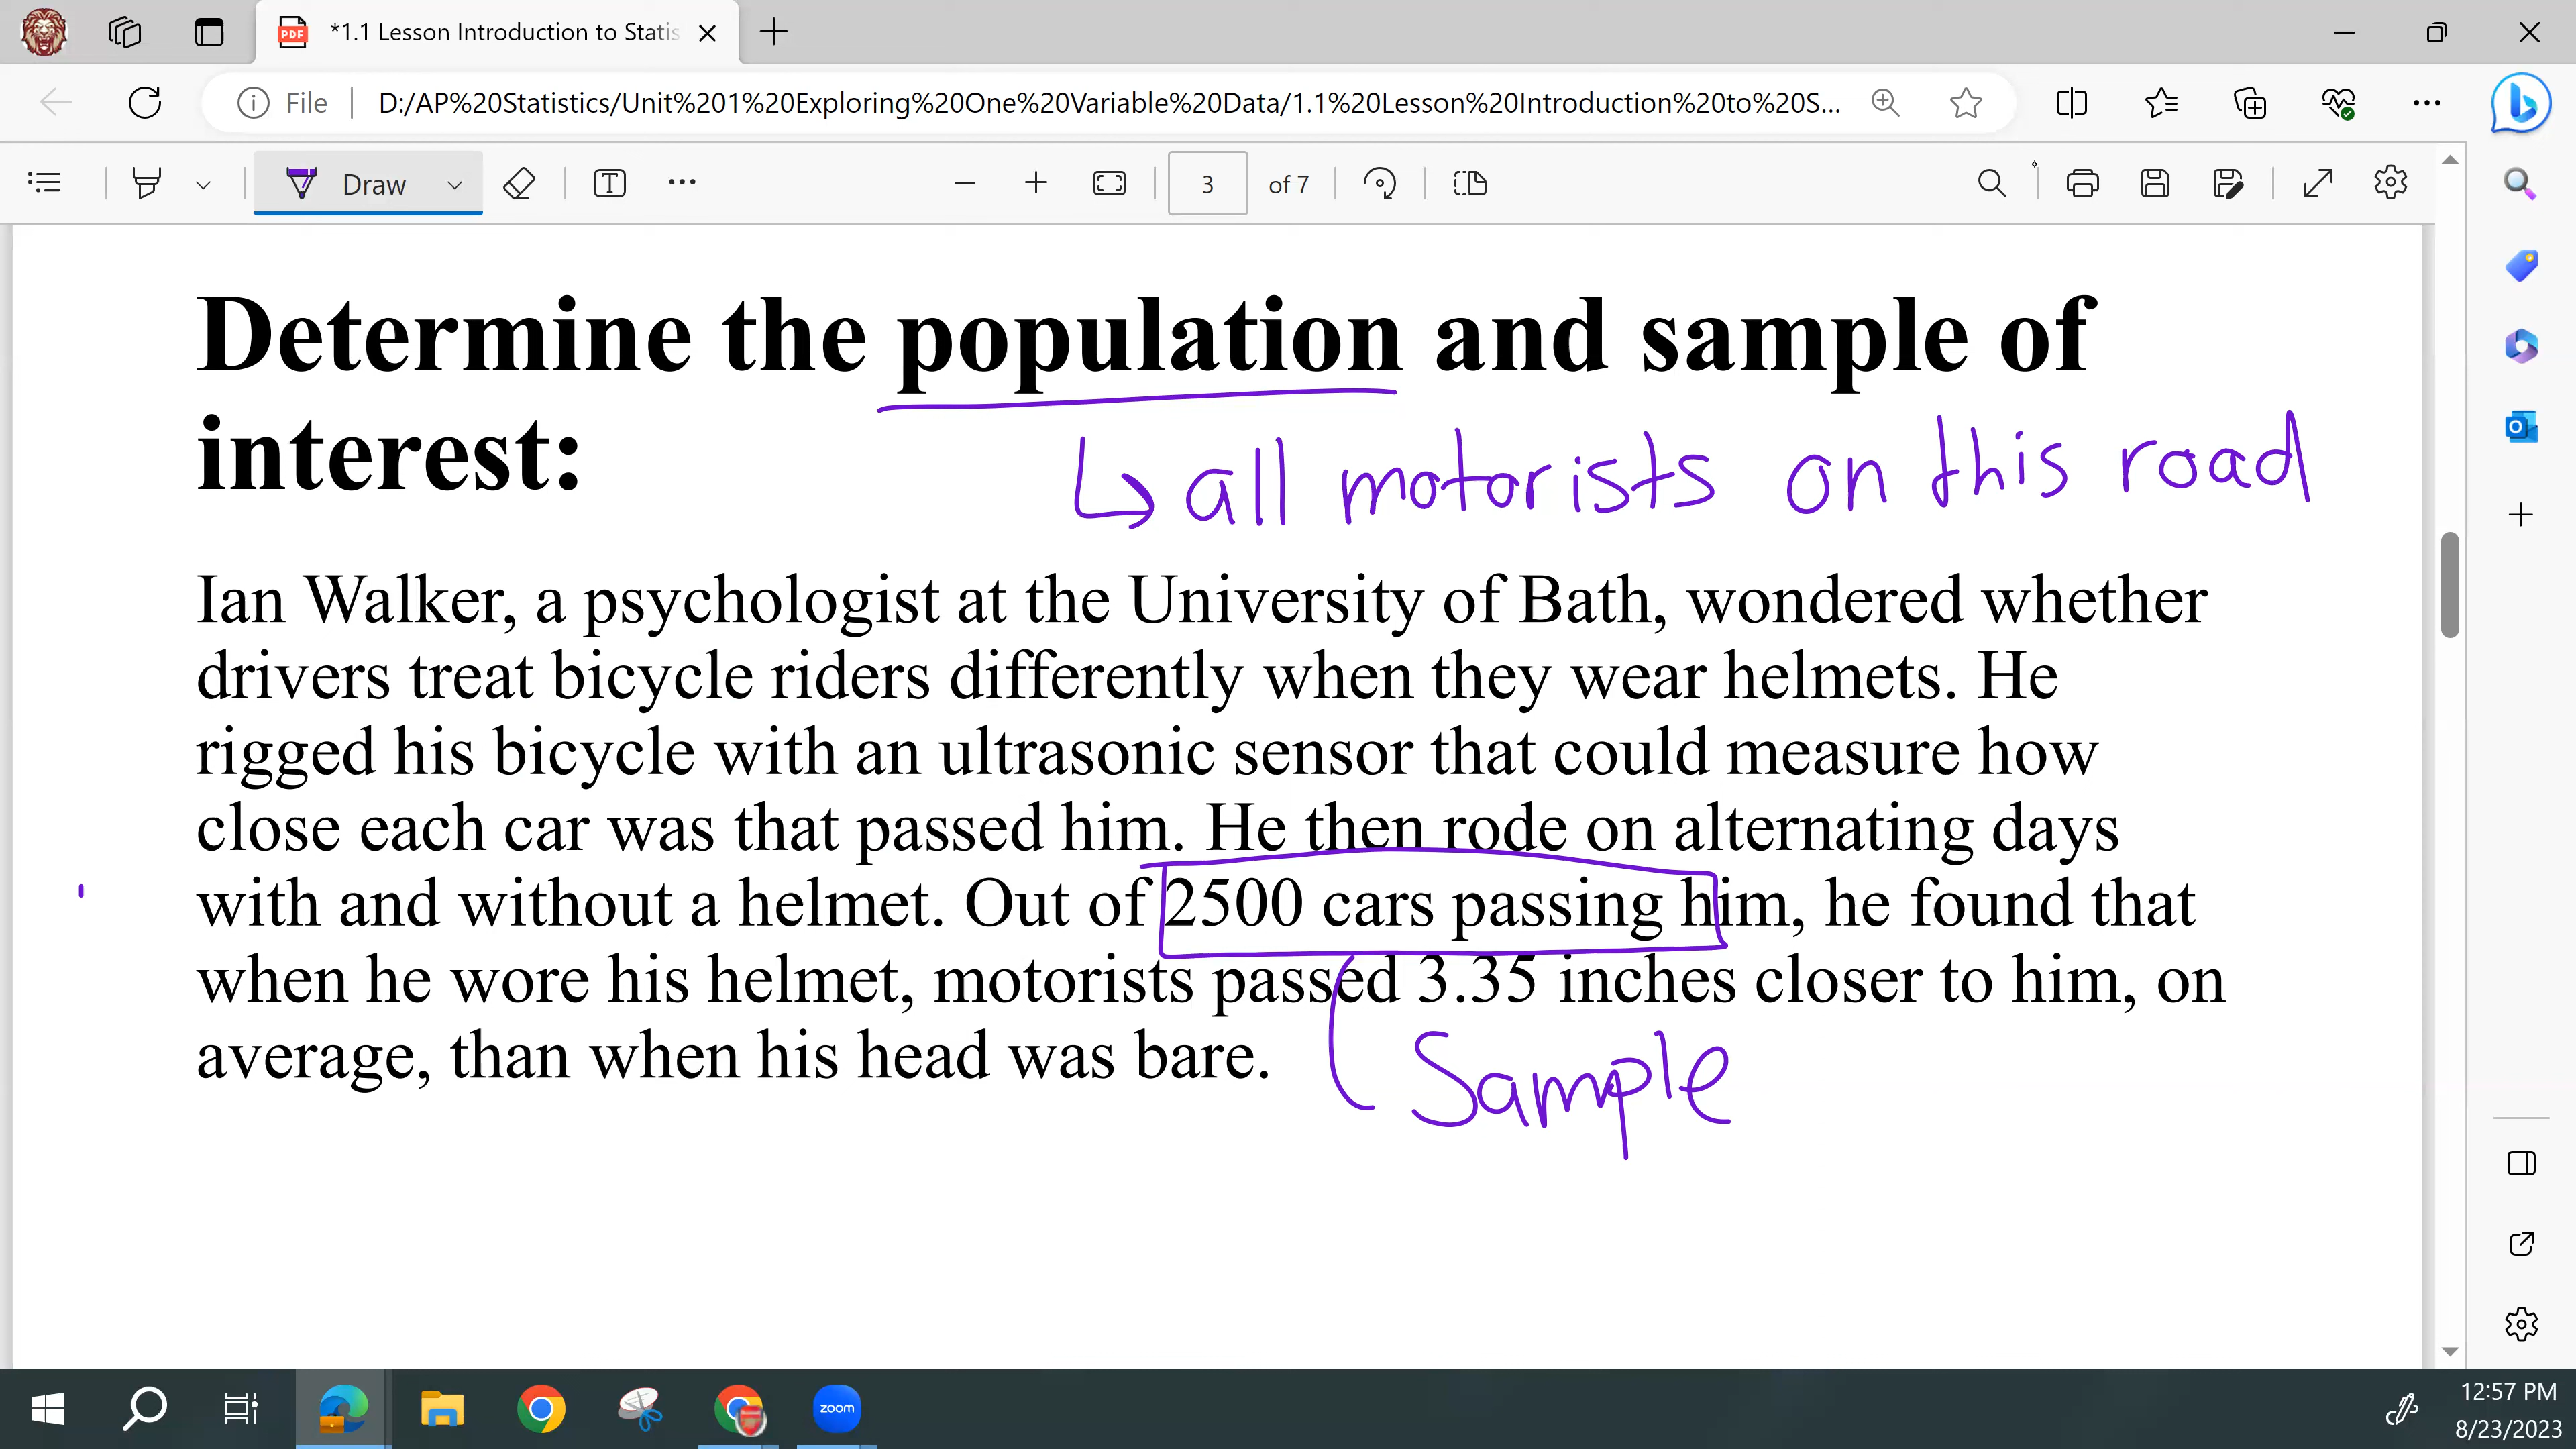 *1.1 Lesson Introduction to Statis
File
D:/AP%20Statistics/Unit%201%20Exploring%20One%20Variable%20Data/1.1%20Lesson%20Introduction%20to%20S...
Draw
3 of 7
Determine the population and sample of
interest:
all motorists on this road
Ian Walker, a psychologist at the University of Bath, wondered whether
drivers treat bicycle riders differently when they wear helmets. He
rigged his bicycle with an ultrasonic sensor that could measure how
close each car was that passed him. He then rode on alternating days
with and without a helmet. Out of 2500 cars passing him, he found that
when he wore his helmet, motorists passed 3.35 inches closer to him, on
average, than when his head was bare.
Sample
zoom
12:57 PM
8/23/2023